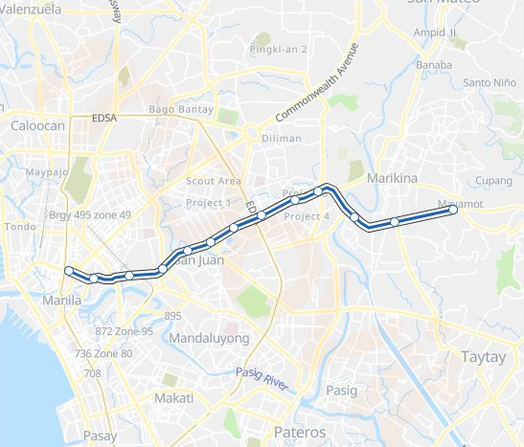 Valenzuela
San Mateo
Ampid II
Pingki-an 2
Banaba
Commonwealth Avenue
Santo Niño
Bago Bantay
EDSA
Caloocan
Diliman
Maypajo
Scout Area
Marikina
Cupang
Project 1
Project 4
Mayamot
Brgy 495 zone 49
Tondo
San Juan
Manila
895
872 Zone 95
Mandaluyong
736 Zone 80
Taytay
708
Pasig River
Makati
Pasig
Pasay
Pateros